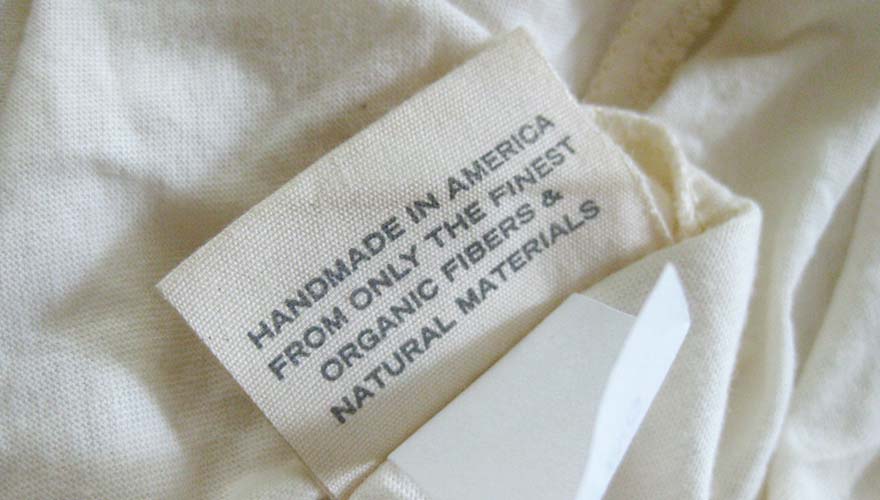 HANDMADE IN AMERICA
FROM ONLY THE FINEST
ORGANIC FIBERS &
NATURAL MATERIALS